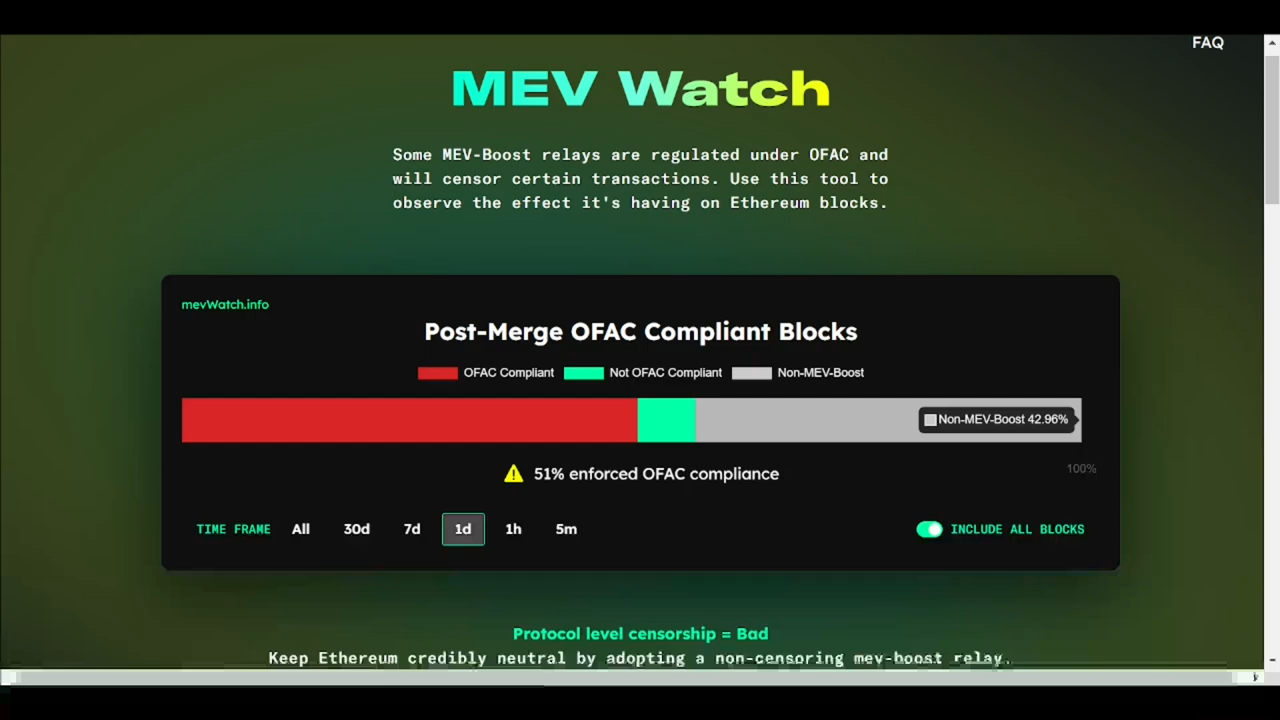 FAQ
MEV Watch
Some MEV-Boost relays are regulated under OFAC and
will censor certain transactions. Use this tool to
observe the effect it's having on Ethereum blocks.
mevWatch.info
Post-Merge OFAC Compliant Blocks
OFAC Compliant Not OFAC Compliant Non-MEV-Boost
Non-MEV-Boost 42.96%
51% enforced OFAC compliance
100%
TIME FRAME All 30d 7d 1d 1h 5m INCLUDE ALL BLOCKS
Protocol level censorship = Bad
Keep Ethereum credibly neutral by adopting a non-censoring mev-boost relay.